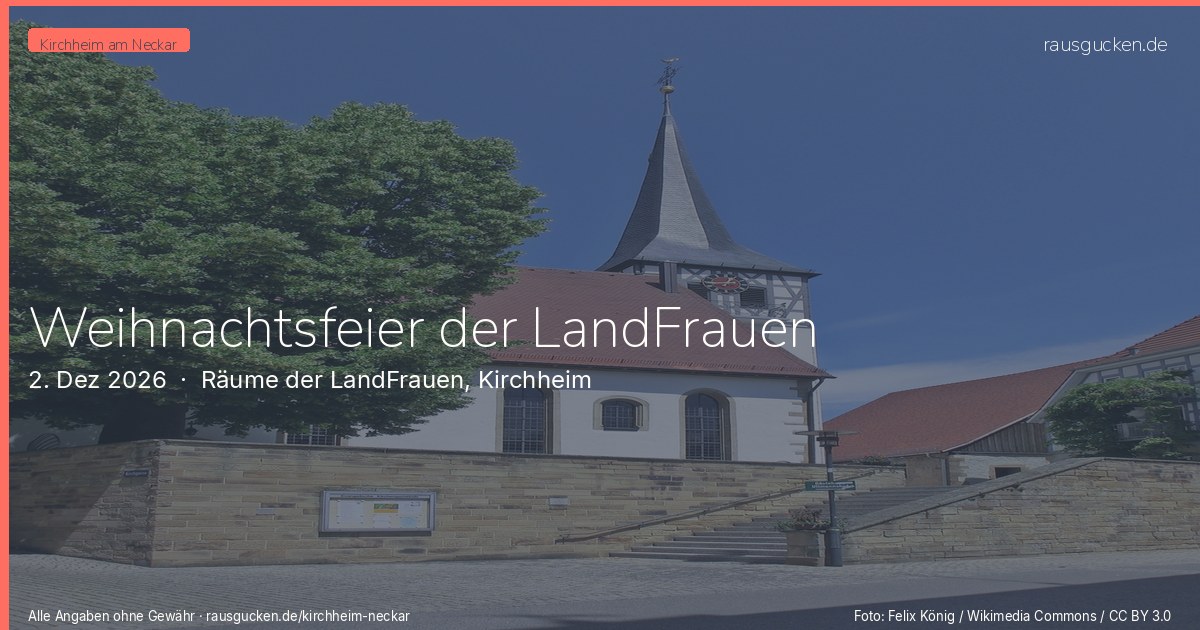 Kirchheim am Neckar
rausgucken.de
Weihnachtsfeier der LandFrauen
2. Dez 2026 · Räume der LandFrauen, Kirchheim
Alle Angaben ohne Gewähr · rausgucken.de/kirchheim-neckar
Foto: Felix König / Wikimedia Commons / CC BY 3.0